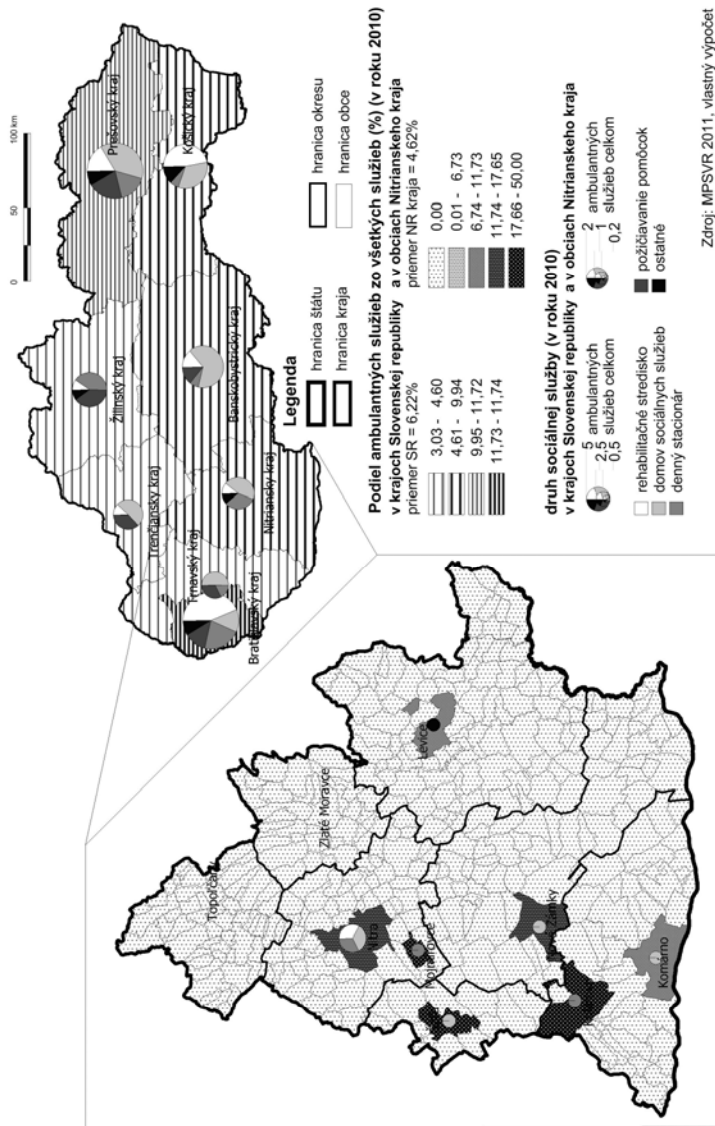 0 50 100 km
Prešovský kraj
Košický kraj
Žilinský kraj
Banskobystrický kraj
Trenčiansky kraj
Nitriansky kraj
Trnavský kraj
Bratislavský kraj
Topoľčany
Zlaté Moravce
Nitra
Levice
Komárno
Legenda
hranica štátu
hranica kraja
hranica okresu
hranica obce
Podiel ambulantných služieb zo všetkých služieb (%) (v roku 2010)
v krajoch Slovenskej republiky a v obciach Nitrianskeho kraja
priemer SR = 6,22% priemer NR kraja = 4,62%
3,03 - 4,60
4,61 - 9,94
9,95 - 11,72
11,73 - 11,74
0,00
0,01 - 6,73
6,74 - 11,73
11,74 - 17,65
17,66 - 50,00
druh sociálnej služby (v roku 2010)
v krajoch Slovenskej republiky a v obciach Nitrianskeho kraja
5 ambulantných
2,5 služieb celkom
0,5
2 ambulantných
1 služieb celkom
0,2
rehabilitačné stredisko
domov sociálnych služieb
denný stacionár
požičiavanie pomôcok
ostatné
Zdroj: MPSVR 2011, vlastný výpočet